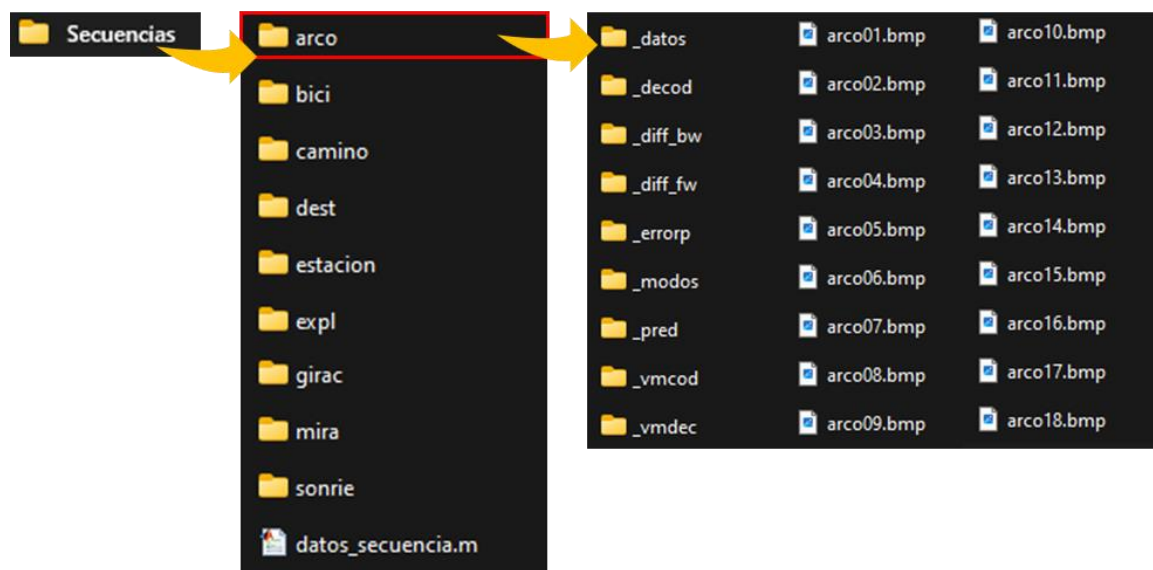 Secuencias
arco
bici
camino
dest
estacion
expl
girac
mira
sonrie
datos_secuencia.m
_datos
_decod
_diff_bw
_diff_fw
_errorp
_modos
_pred
_vmcod
_vmdec
arco01.bmp
arco02.bmp
arco03.bmp
arco04.bmp
arco05.bmp
arco06.bmp
arco07.bmp
arco08.bmp
arco09.bmp
arco10.bmp
arco11.bmp
arco12.bmp
arco13.bmp
arco14.bmp
arco15.bmp
arco16.bmp
arco17.bmp
arco18.bmp